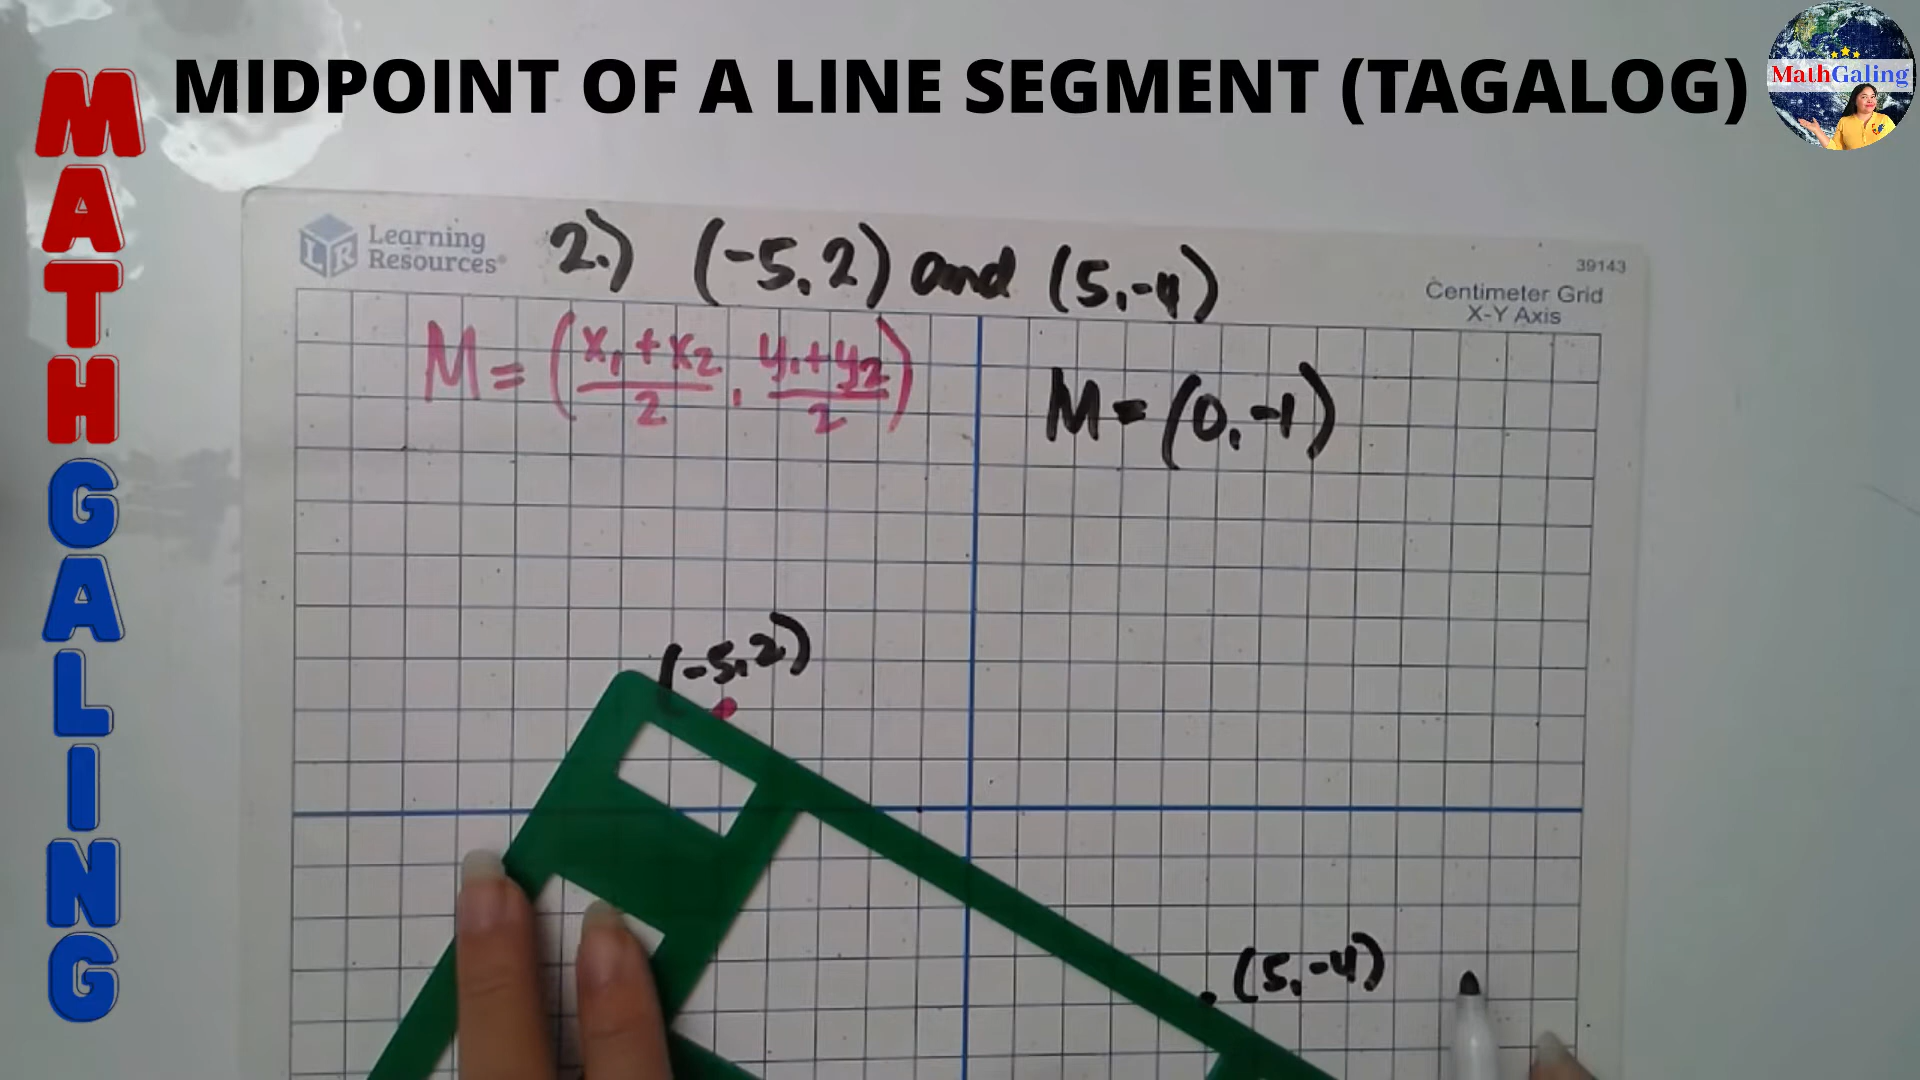 MIDPOINT OF A LINE SEGMENT (TAGALOG)
MathGaling
MATH GALING
Learning
Resources®
2.) (-5, 2) and (5, -4)
39143
Centimeter Grid
X-Y Axis
M = (x₁+x₂/2, y₁+y₂/2)
M = (0, -1)
(-5, 2)
(5, -4)